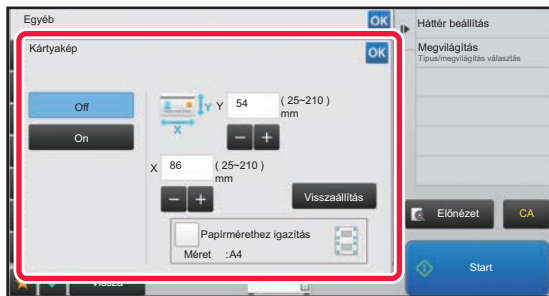 Egyéb
OK
Kártyakép
OK
Off
On
Y
Y 54 ( 25~210 )
mm
X
X 86 ( 25~210 )
mm
Visszaállítás
Papírmérethez igazítás
Méret :A4
Háttér beállítás
Megvilágítás
Tipus/megvilágítás választás
Előnézet
CA
Start